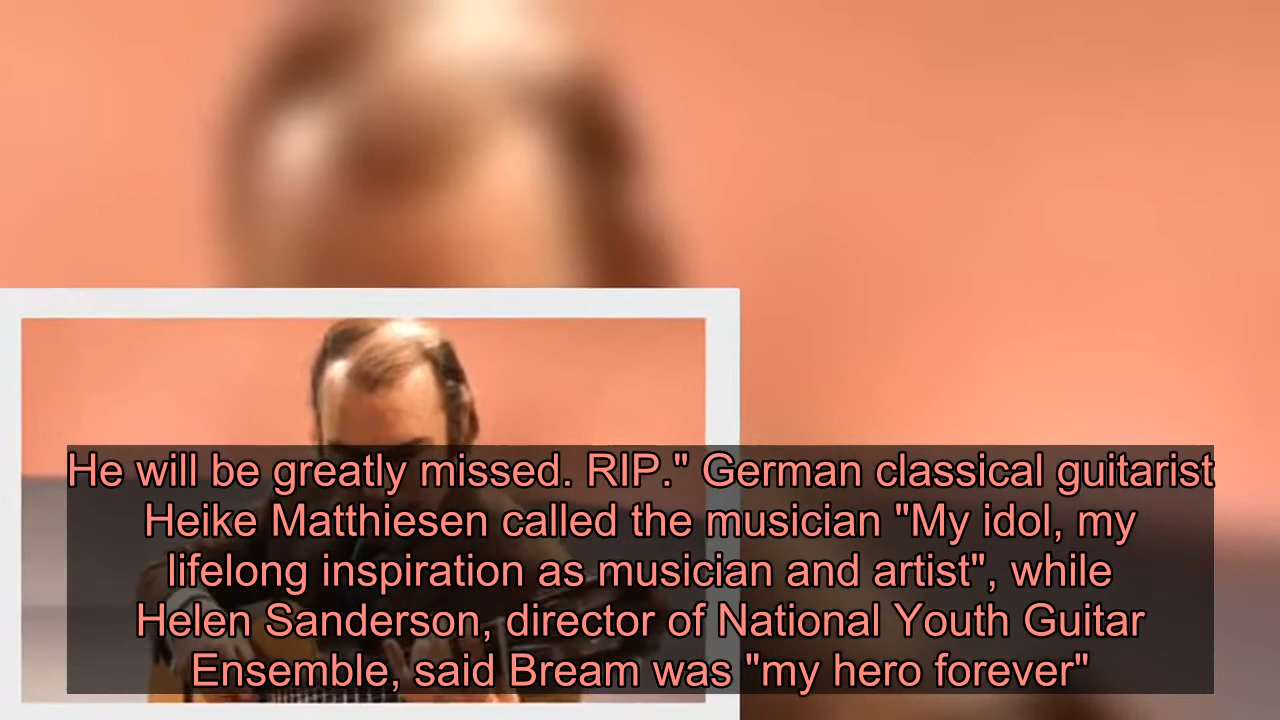 He will be greatly missed. RIP." German classical guitarist
Heike Matthiesen called the musician "My idol, my
lifelong inspiration as musician and artist", while
Helen Sanderson, director of National Youth Guitar
Ensemble, said Bream was "my hero forever"